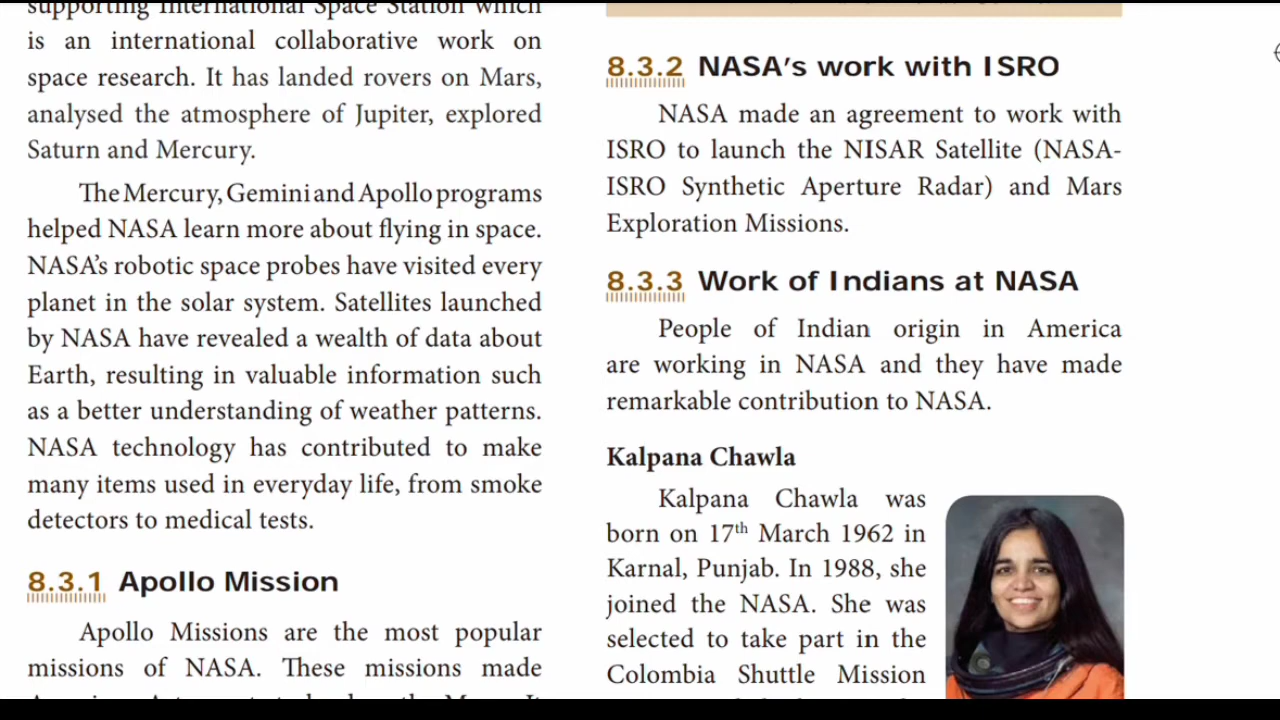 supporting International Space Station which
is an international collaborative work on
space research. It has landed rovers on Mars,
analysed the atmosphere of Jupiter, explored
Saturn and Mercury.
The Mercury, Gemini and Apollo programs
helped NASA learn more about flying in space.
NASA's robotic space probes have visited every
planet in the solar system. Satellites launched
by NASA have revealed a wealth of data about
Earth, resulting in valuable information such
as a better understanding of weather patterns.
NASA technology has contributed to make
many items used in everyday life, from smoke
detectors to medical tests.
8.3.1 Apollo Mission
Apollo Missions are the most popular
missions of NASA. These missions made
8.3.2 NASA's work with ISRO
NASA made an agreement to work with
ISRO to launch the NISAR Satellite (NASA-
ISRO Synthetic Aperture Radar) and Mars
Exploration Missions.
8.3.3 Work of Indians at NASA
People of Indian origin in America
are working in NASA and they have made
remarkable contribution to NASA.
Kalpana Chawla
Kalpana Chawla was
born on 17th March 1962 in
Karnal, Punjab. In 1988, she
joined the NASA. She was
selected to take part in the
Colombia Shuttle Mission